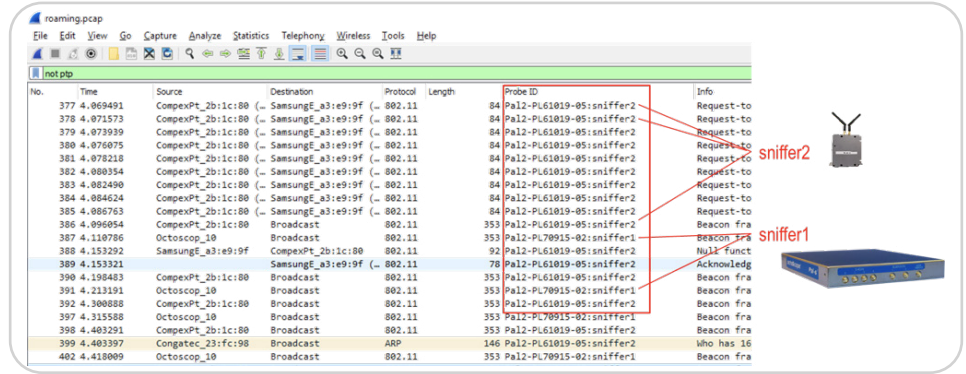 roaming.pcap
File Edit View Go Capture Analyze Statistics Telephony Wireless Tools Help
not ptp
No. Time Source Destination Protocol Length Probe ID Info
377 4.069491 CompexPt_2b:1c:80 (… SamsungE_a3:e9:9f (… 802.11 84 Pal2-PL61019-05:sniffer2 Request-to
378 4.071573 CompexPt_2b:1c:80 (… SamsungE_a3:e9:9f (… 802.11 84 Pal2-PL61019-05:sniffer2 Request-to
379 4.073939 CompexPt_2b:1c:80 (… SamsungE_a3:e9:9f (… 802.11 84 Pal2-PL61019-05:sniffer2 Request-to
380 4.076075 CompexPt_2b:1c:80 (… SamsungE_a3:e9:9f (… 802.11 84 Pal2-PL61019-05:sniffer2 Request-to
sniffer2
381 4.078218 CompexPt_2b:1c:80 (… SamsungE_a3:e9:9f (… 802.11 84 Pal2-PL61019-05:sniffer2 Request-to
382 4.080354 CompexPt_2b:1c:80 (… SamsungE_a3:e9:9f (… 802.11 84 Pal2-PL61019-05:sniffer2 Request-to
383 4.082490 CompexPt_2b:1c:80 (… SamsungE_a3:e9:9f (… 802.11 84 Pal2-PL61019-05:sniffer2 Request-to
384 4.084624 CompexPt_2b:1c:80 (… SamsungE_a3:e9:9f (… 802.11 84 Pal2-PL61019-05:sniffer2 Request-to
385 4.086763 CompexPt_2b:1c:80 (… SamsungE_a3:e9:9f (… 802.11 84 Pal2-PL61019-05:sniffer2 Request-to
386 4.096054 CompexPt_2b:1c:80 Broadcast 802.11 353 Pal2-PL61019-05:sniffer2 Beacon fra
387 4.110786 Octoscop_10 Broadcast 802.11 353 Pal2-PL70915-02:sniffer1 Beacon fra
sniffer1
388 4.153292 SamsungE_a3:e9:9f CompexPt_2b:1c:80 802.11 92 Pal2-PL61019-05:sniffer2 Null funct
389 4.153321 SamsungE_a3:e9:9f (… 802.11 78 Pal2-PL61019-05:sniffer2 Acknowledg
390 4.198483 CompexPt_2b:1c:80 Broadcast 802.11 353 Pal2-PL61019-05:sniffer2 Beacon fra
391 4.213191 Octoscop_10 Broadcast 802.11 353 Pal2-PL70915-02:sniffer1 Beacon fra
392 4.300888 CompexPt_2b:1c:80 Broadcast 802.11 353 Pal2-PL61019-05:sniffer2 Beacon fra
397 4.315588 Octoscop_10 Broadcast 802.11 353 Pal2-PL70915-02:sniffer1 Beacon fra
398 4.403291 CompexPt_2b:1c:80 Broadcast 802.11 353 Pal2-PL61019-05:sniffer2 Beacon fra
399 4.403397 Congatec_23:fc:98 Broadcast ARP 146 Pal2-PL61019-05:sniffer2 Who has 16
402 4.418009 Octoscop_10 Broadcast 802.11 353 Pal2-PL70915-02:sniffer1 Beacon fra